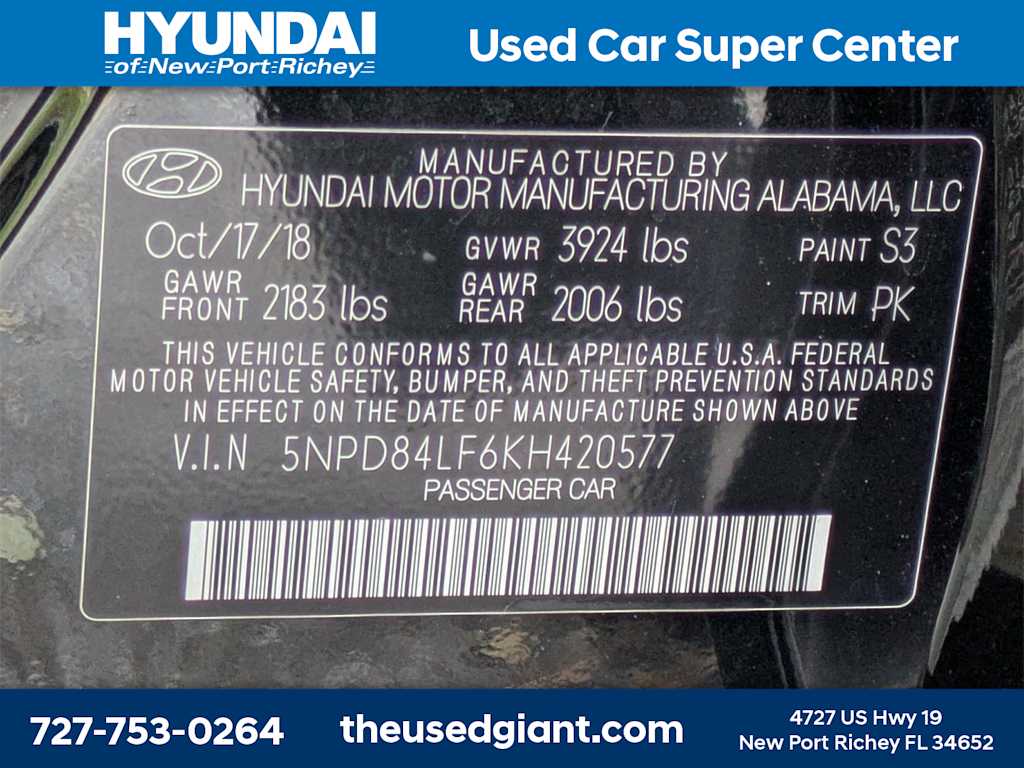 HYUNDAI
of New Port Richey
Used Car Super Center
MANUFACTURED BY
HYUNDAI MOTOR MANUFACTURING ALABAMA, LLC
Oct/17/18 GVWR 3924 lbs PAINT S3
GAWR FRONT 2183 lbs GAWR REAR 2006 lbs TRIM PK
THIS VEHICLE CONFORMS TO ALL APPLICABLE U.S.A. FEDERAL
MOTOR VEHICLE SAFETY, BUMPER, AND THEFT PREVENTION STANDARDS
IN EFFECT ON THE DATE OF MANUFACTURE SHOWN ABOVE
V.I.N 5NPD84LF6KH420577
PASSENGER CAR
727-753-0264
theusedgiant.com
4727 US Hwy 19
New Port Richey FL 34652